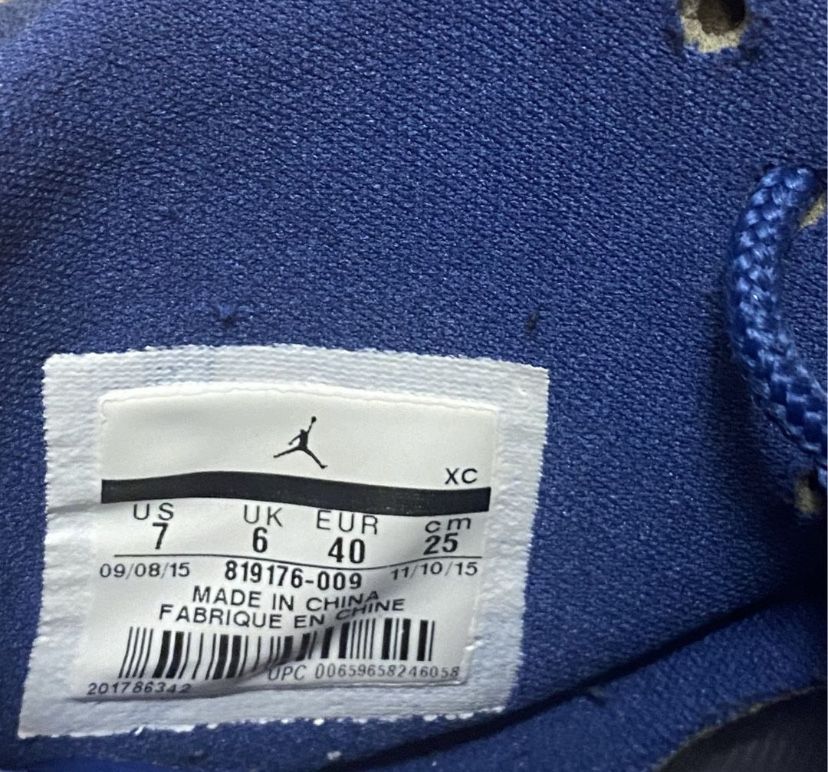 XC
US UK EUR cm
7 6 40 25
09/08/15 819176-009 11/10/15
MADE IN CHINA
FABRIQUE EN CHINE
UPC 00659658246058
201786342